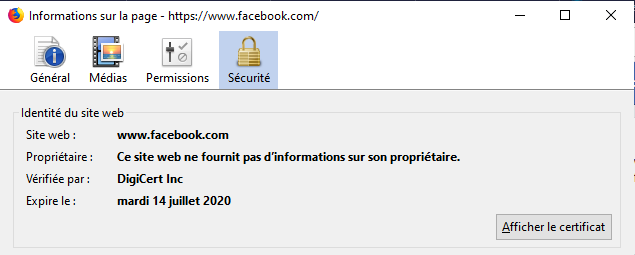 Informations sur la page - https://www.facebook.com/
Général Médias Permissions Sécurité
Identité du site web
Site web : www.facebook.com
Propriétaire : Ce site web ne fournit pas d'informations sur son propriétaire.
Vérifiée par : DigiCert Inc
Expire le : mardi 14 juillet 2020
Afficher le certificat